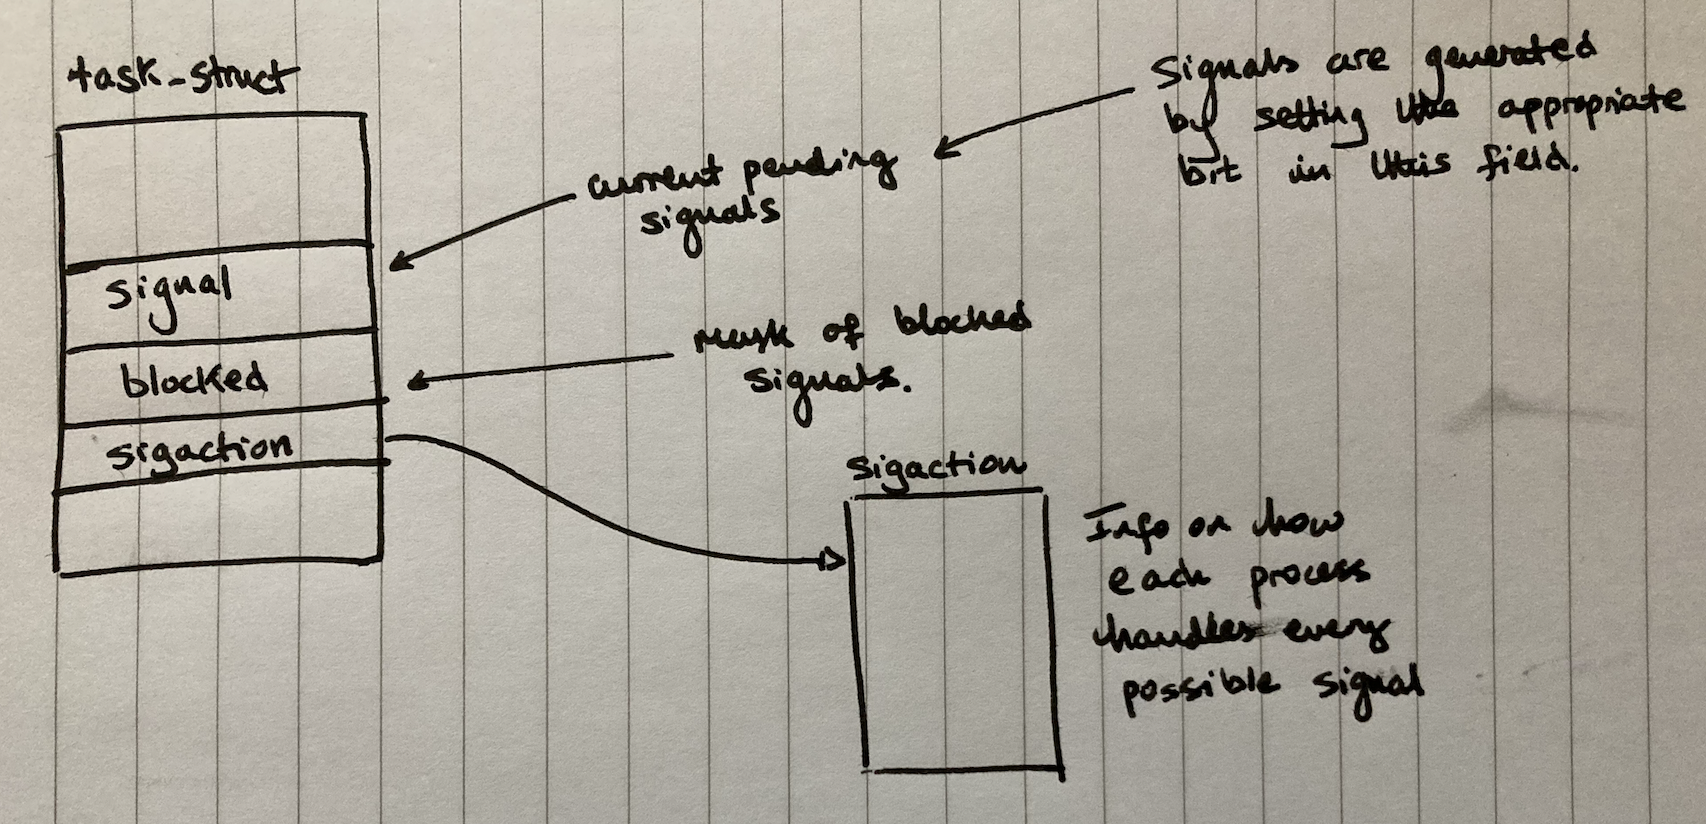 task_struct
signal
blocked
sigaction
current pending
signals
Signals are generated
by setting the appropriate
bit in this field.
Mask of blocked
signals.
sigaction
Info on how
each process
handles every
possible signal